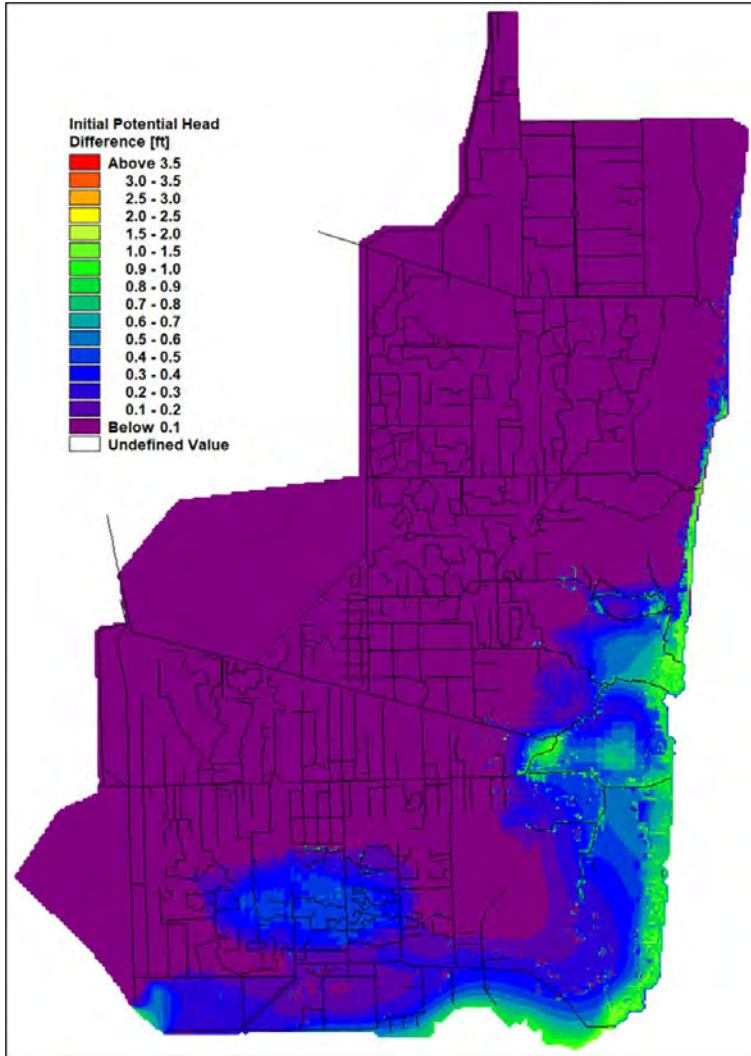 Initial Potential Head
Difference [ft]
Above 3.5
3.0 - 3.5
2.5 - 3.0
2.0 - 2.5
1.5 - 2.0
1.0 - 1.5
0.9 - 1.0
0.8 - 0.9
0.7 - 0.8
0.6 - 0.7
0.5 - 0.6
0.4 - 0.5
0.3 - 0.4
0.2 - 0.3
0.1 - 0.2
Below 0.1
Undefined Value